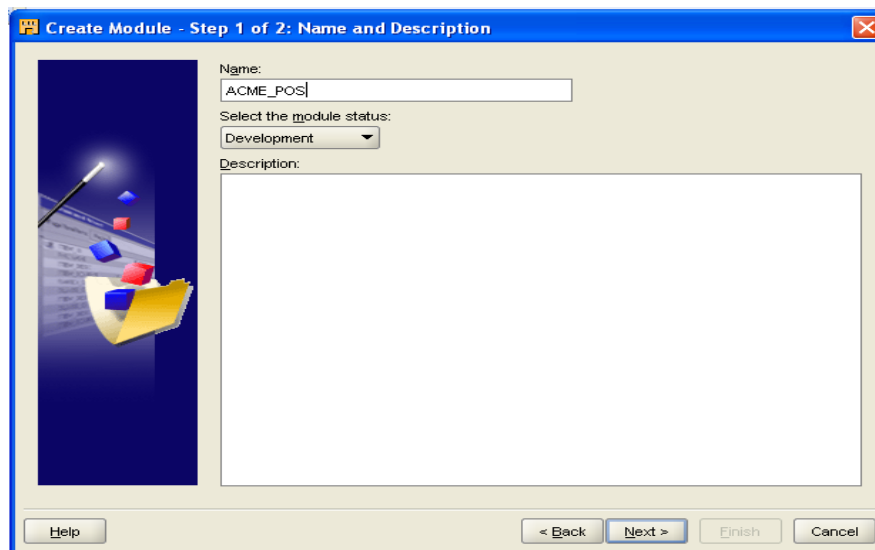 Create Module - Step 1 of 2: Name and Description
Name:
ACME_POS
Select the module status:
Development
Description:
Help
< Back
Next >
Finish
Cancel